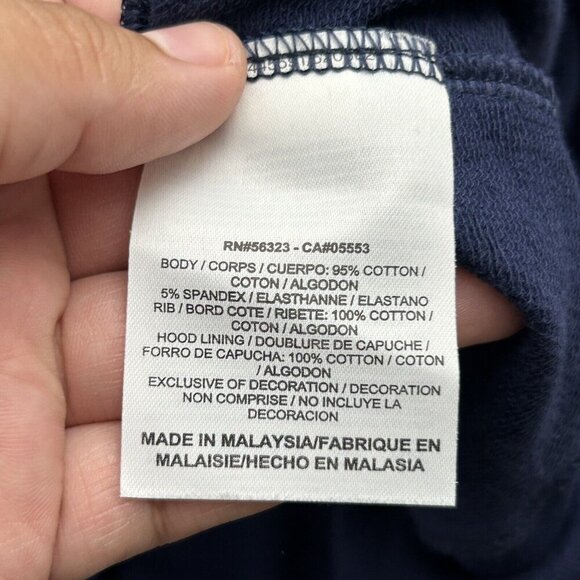 RN#56323 - CA#05553
BODY / CORPS / CUERPO: 95% COTTON /
COTON / ALGODON
5% SPANDEX / ELASTHANNE / ELASTANO
RIB / BORD COTE / RIBETE: 100% COTTON /
COTON / ALGODON
HOOD LINING / DOUBLURE DE CAPUCHE /
FORRO DE CAPUCHA: 100% COTTON / COTON
/ ALGODON
EXCLUSIVE OF DECORATION / DECORATION
NON COMPRISE / NO INCLUYE LA
DECORACION
MADE IN MALAYSIA/FABRIQUE EN
MALAISIE/HECHO EN MALASIA